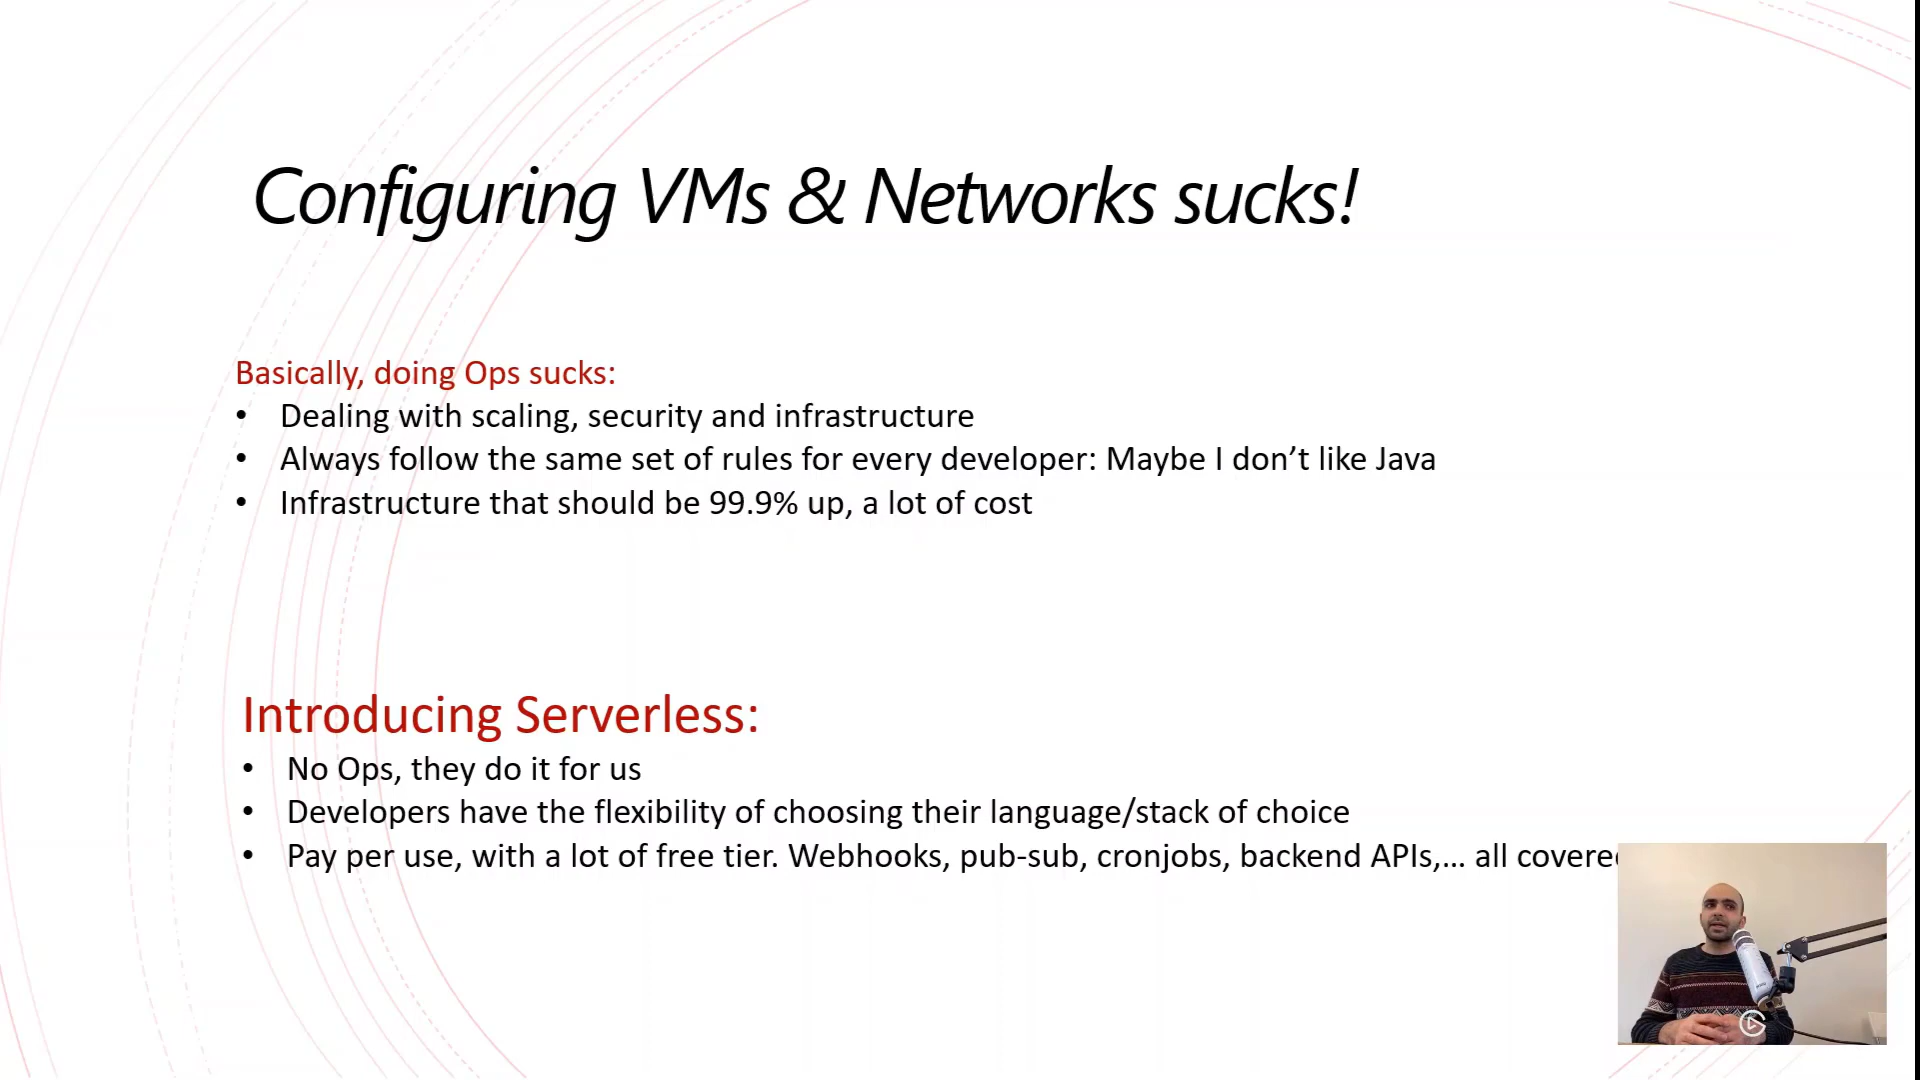 Configuring VMs & Networks sucks!
Basically, doing Ops sucks:
• Dealing with scaling, security and infrastructure
• Always follow the same set of rules for every developer: Maybe I don’t like Java
• Infrastructure that should be 99.9% up, a lot of cost
Introducing Serverless:
• No Ops, they do it for us
• Developers have the flexibility of choosing their language/stack of choice
• Pay per use, with a lot of free tier. Webhooks, pub-sub, cronjobs, backend APIs,... all